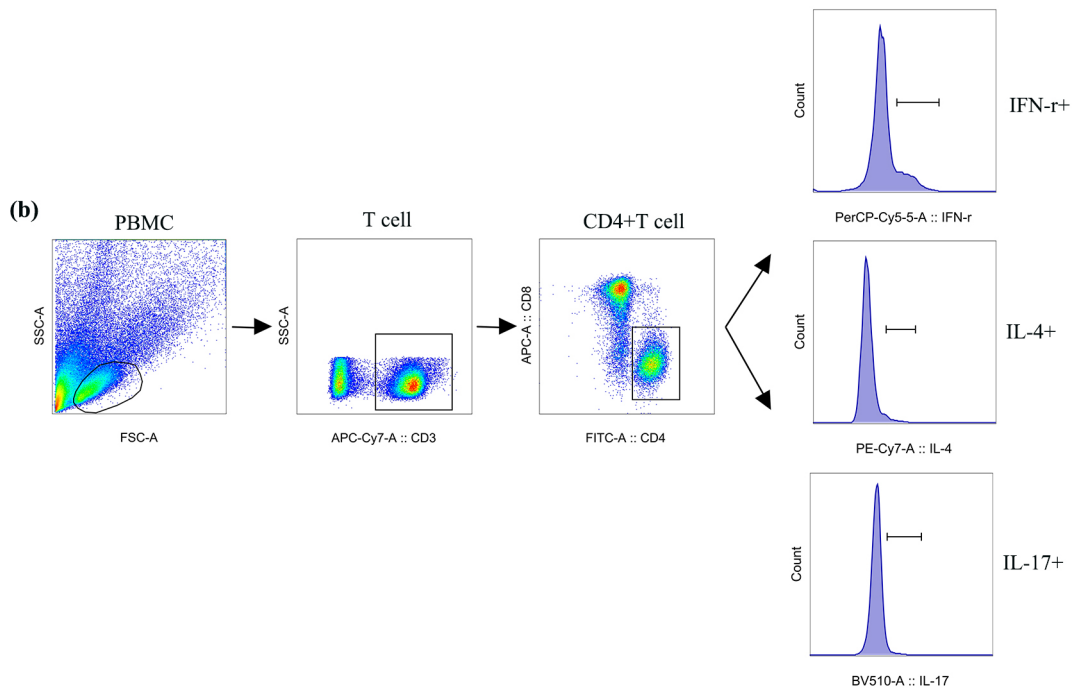 (b)
PBMC
SSC-A
FSC-A
T cell
SSC-A
APC-Cy7-A :: CD3
CD4+T cell
APC-A :: CD8
FITC-A :: CD4
Count
IFN-r+
PerCP-Cy5-5-A :: IFN-r
Count
IL-4+
PE-Cy7-A :: IL-4
Count
IL-17+
BV510-A :: IL-17